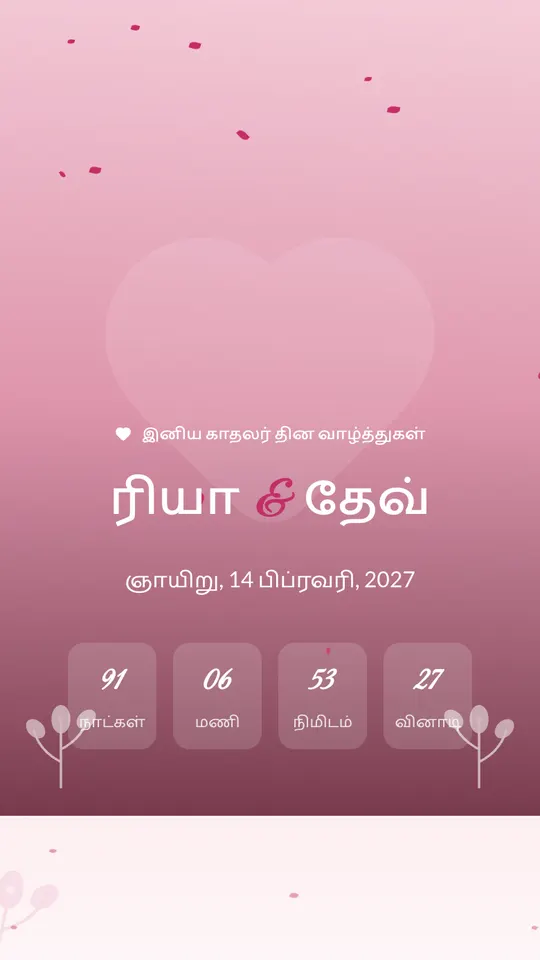 இனிய காதலர் தின வாழ்த்துகள்
ரியா & தேவ்
ஞாயிறு, 14 பிப்ரவரி, 2027
91 06 53 27
நாட்கள் மணி நிமிடம் வினாடி